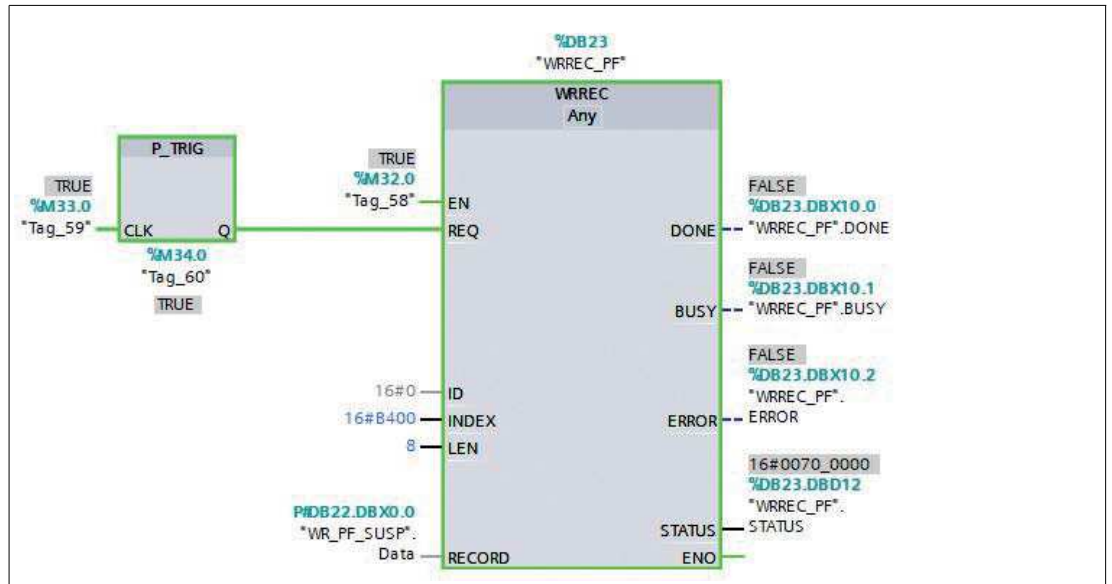 %DB23
"WRREC_PF"
WRREC
Any
P_TRIG
TRUE
%M33.0
"Tag_59"
CLK
Q
%M34.0
"Tag_60"
TRUE
TRUE
%M32.0
"Tag_58"
EN
REQ
16#0
ID
16#B400
INDEX
8
LEN
P#DB22.DBX0.0
"WR_PF_SUSP".
Data
RECORD
FALSE
%DB23.DBX10.0
DONE
"WRREC_PF".DONE
FALSE
%DB23.DBX10.1
BUSY
"WRREC_PF".BUSY
FALSE
%DB23.DBX10.2
"WRREC_PF".
ERROR
ERROR
16#0070_0000
%DB23.DBD12
"WRREC_PF".
STATUS
STATUS
ENO